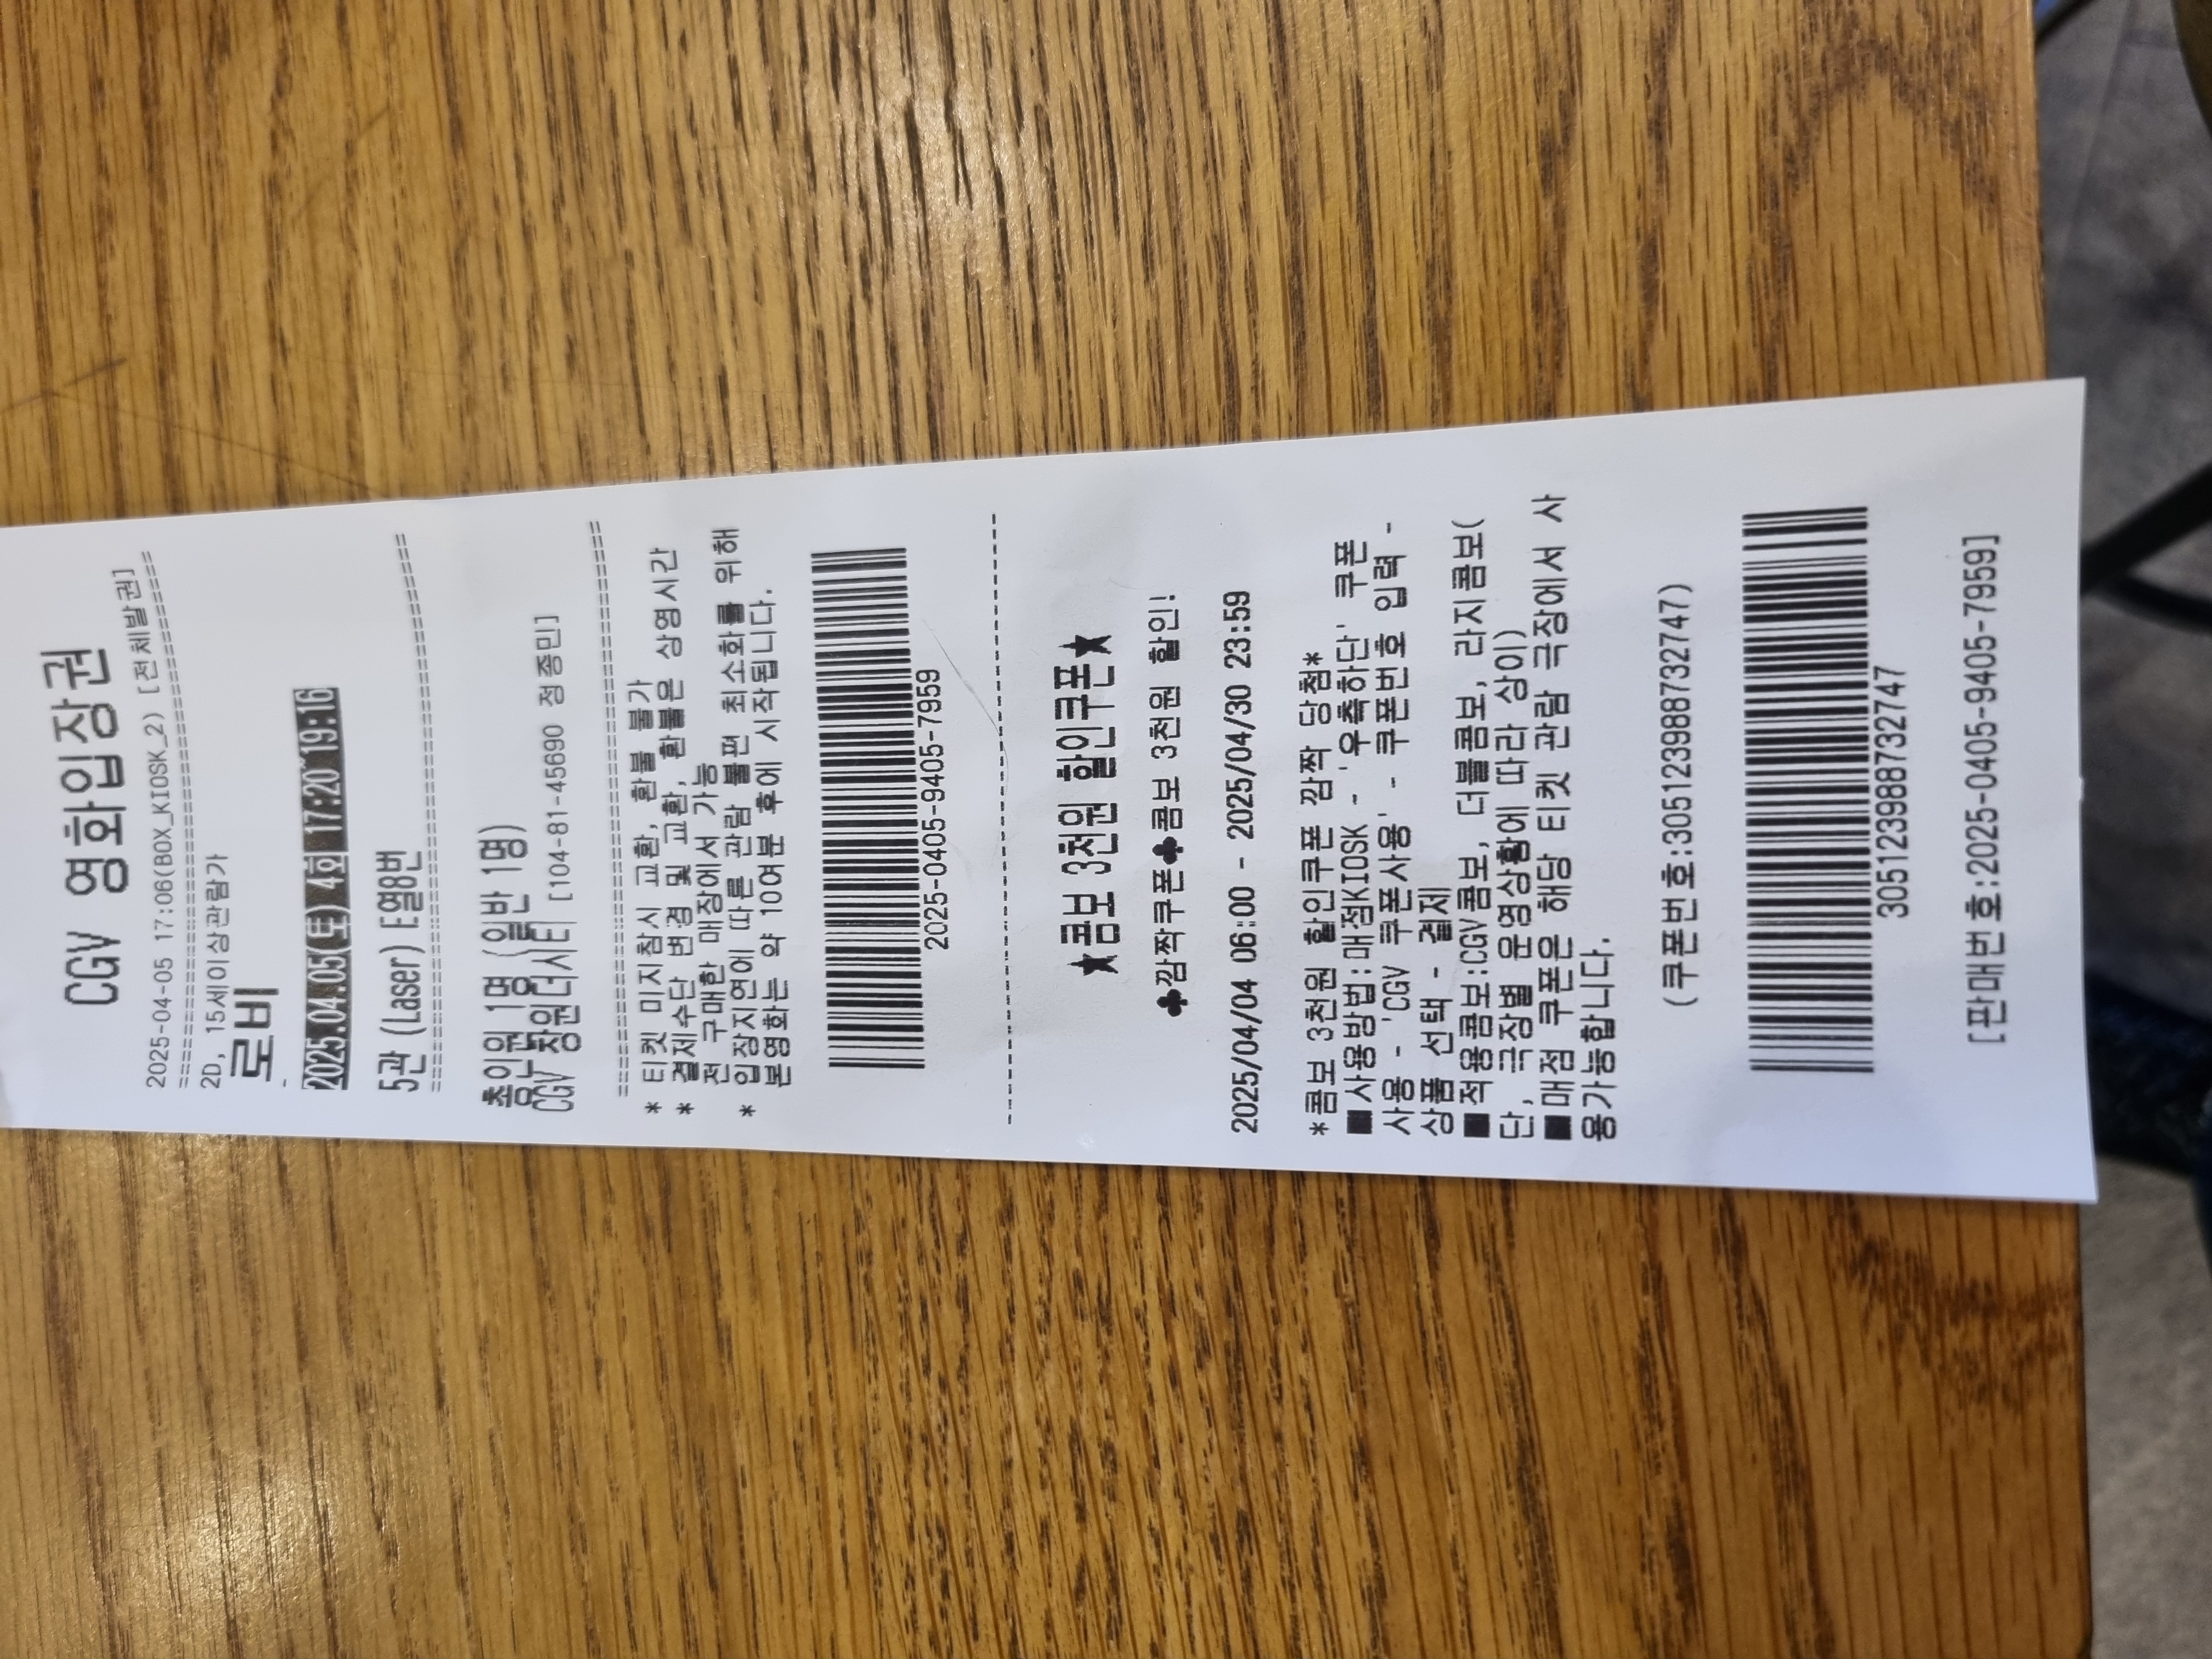 CGV 영화입장권
2025-04-05 17:06(BOX_KIOSK_2) [전체발권]
================================================
2D, 15세이상관람가
로비
-
2025.04.05(토) 4회 17:20~19:16
5관 (Laser) E열8번
================================================
총인원 1명 (일반 1명)
CGV 창원더시티 [104-81-45690 정종민]
================================================
* 티켓 미지참시 교환, 환불 불가
* 결제수단 변경 및 교환, 환불은 상영시간
전 구매한 매장에서 가능
* 입장지연에 따른 관람 불편 최소화를 위해
본영화는 약 10여분 후에 시작됩니다.
2025-0405-9405-7959
★콤보 3천원 할인쿠폰★
♣깜짝쿠폰♣콤보 3천원 할인!
2025/04/04 06:00 - 2025/04/30 23:59
*콤보 3천원 할인쿠폰 깜짝 당첨*
■사용방법:매점KIOSK - '우측하단' 쿠폰
사용 - 'CGV 쿠폰사용' - 쿠폰번호 입력 -
상품 선택 - 결제
■적용콤보:CGV콤보, 더블콤보, 라지콤보(
단, 극장별 운영상황에 따라 상이)
■매점 쿠폰은 해당 티켓 관람 극장에서 사
용가능합니다.
(쿠폰번호:305123988732747)
305123988732747
[판매번호:2025-0405-9405-7959]